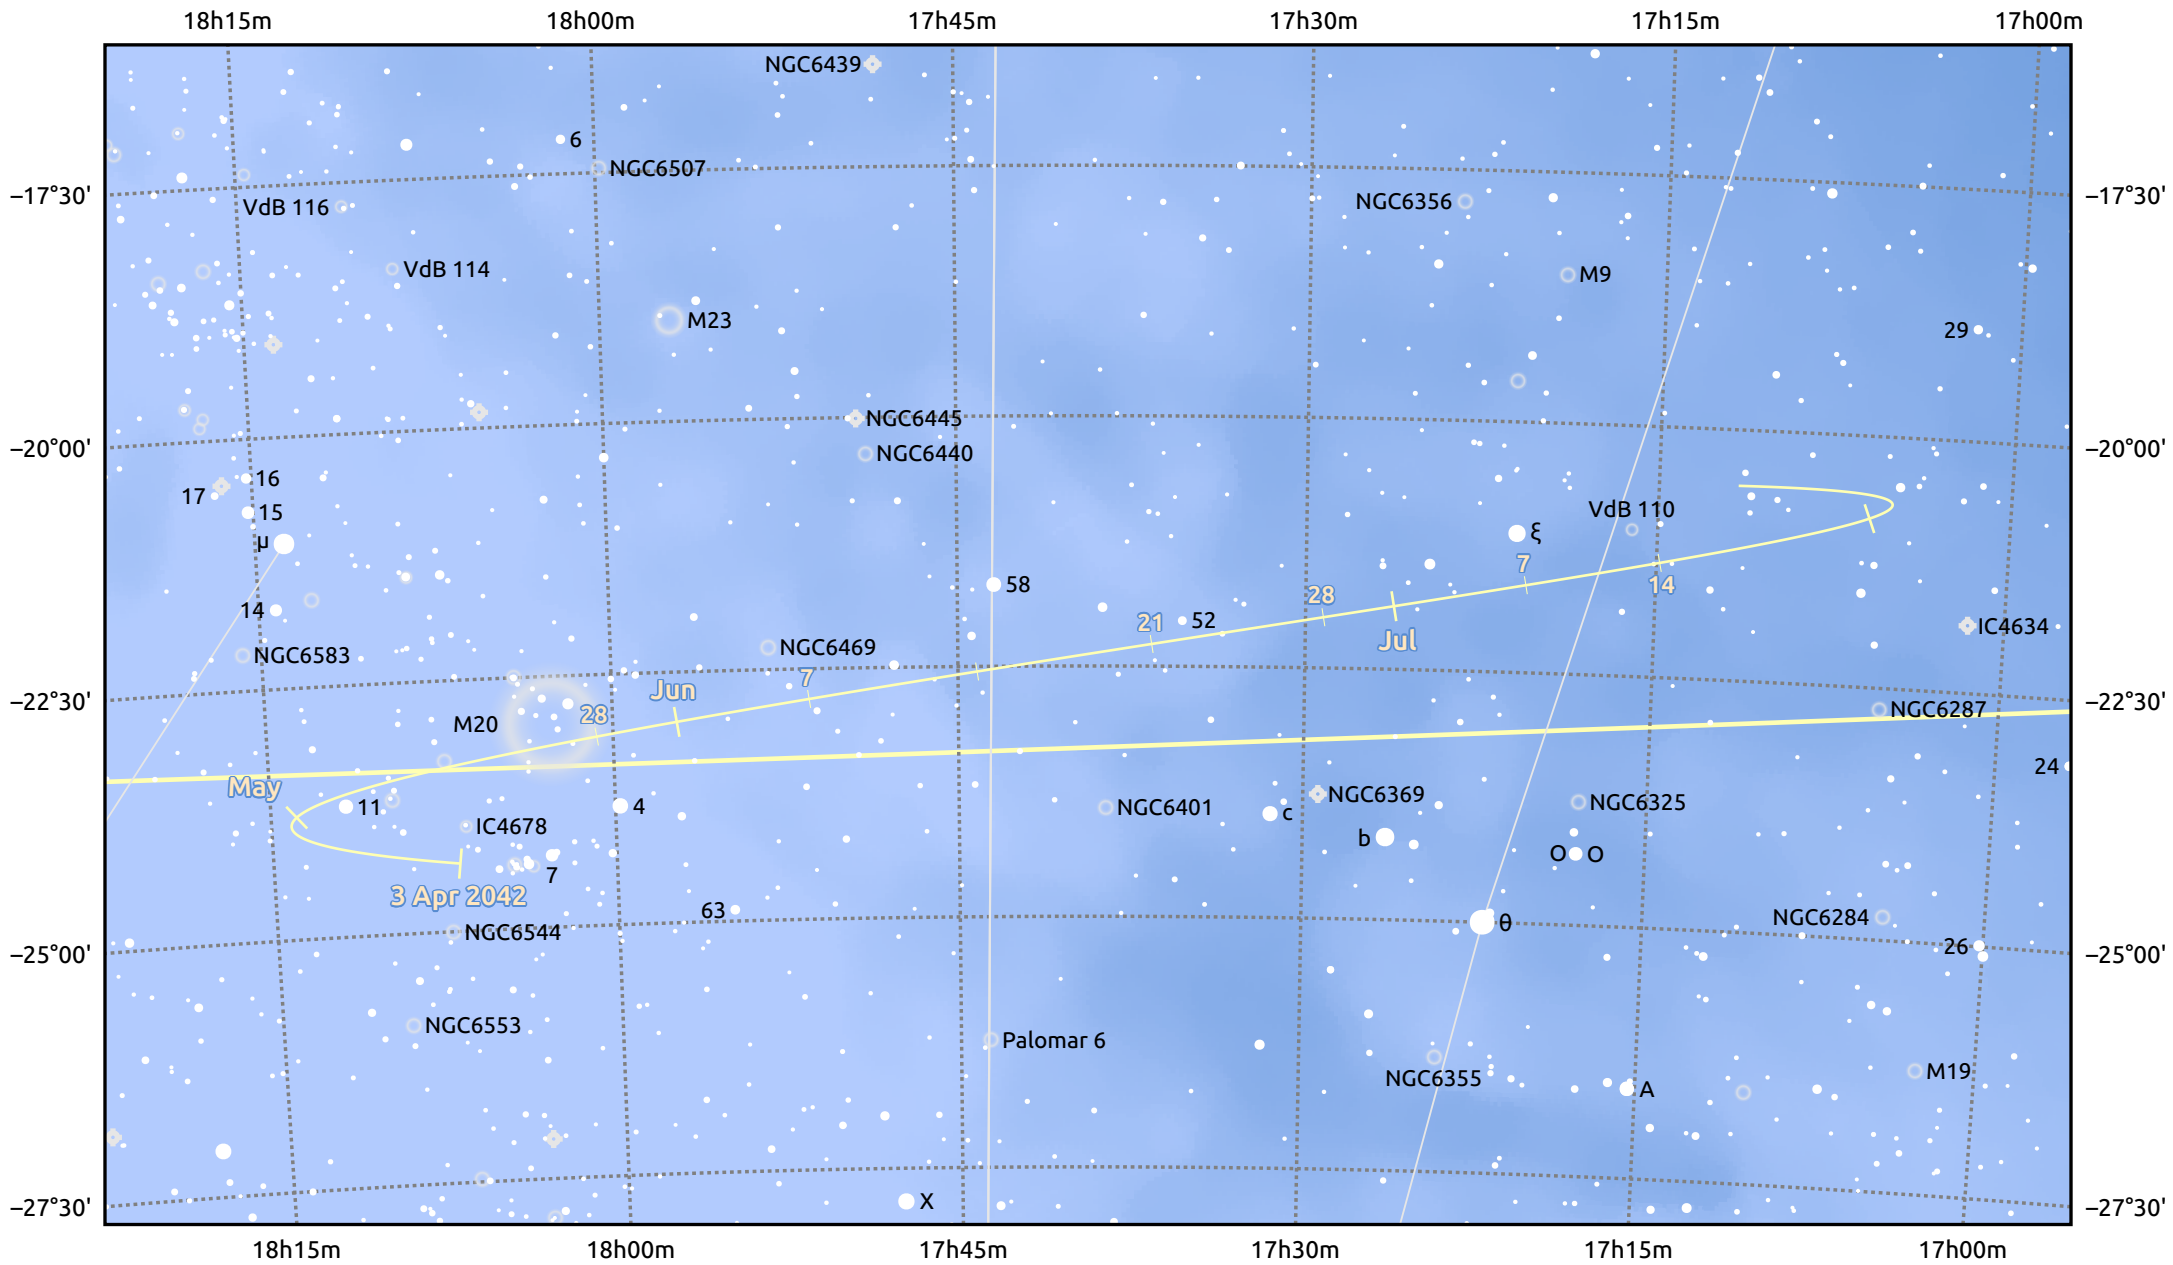 18h15m 18h00m 17h45m 17h30m 17h15m 17h00m
NGC6439
6
NGC6507
−17°30' −17°30'
VdB 116
NGC6356
VdB 114
M9
M23
29
NGC6445
−20°00' −20°00'
NGC6440
16
17
15
VdB 110
ξ
µ
7
58
14
28
14
52
21
IC4634
Jul
NGC6583
NGC6469
7
Jun
−22°30' −22°30'
NGC6287
28
M20
24
May
11
4
NGC6401
c
NGC6369
NGC6325
IC4678
b
O O
7
3 Apr 2042
63
NGC6284
θ
NGC6544
26
−25°00' −25°00'
NGC6553
Palomar 6
NGC6355
M19
A
X
−27°30' −27°30'
18h15m 18h00m 17h45m 17h30m 17h15m 17h00m